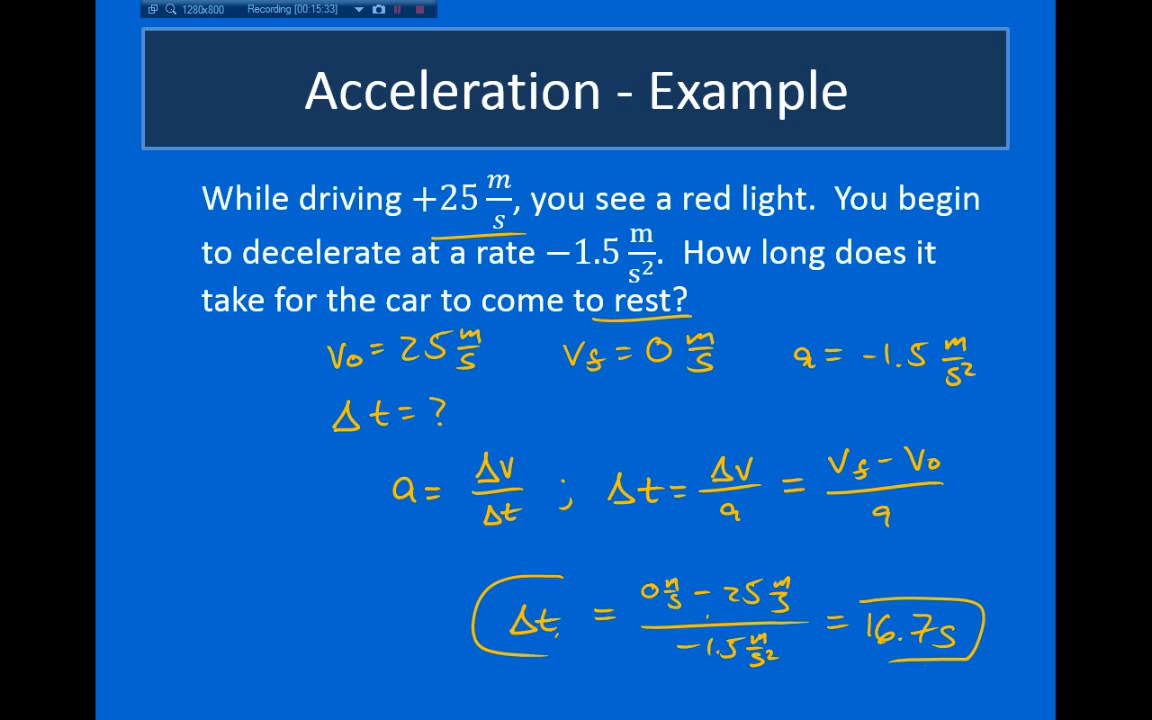 1280x800 Recording [00:15:33]
Acceleration - Example
While driving +25 m/s, you see a red light. You begin
to decelerate at a rate −1.5 m/s². How long does it
take for the car to come to rest?
v₀ = 25 m/s v_f = 0 m/s a = -1.5 m/s²
Δt = ?
a = Δv/Δt ; Δt = Δv/a = (v_f - v₀)/a
Δt = (0 m/s - 25 m/s)/(-1.5 m/s²) = 16.7s